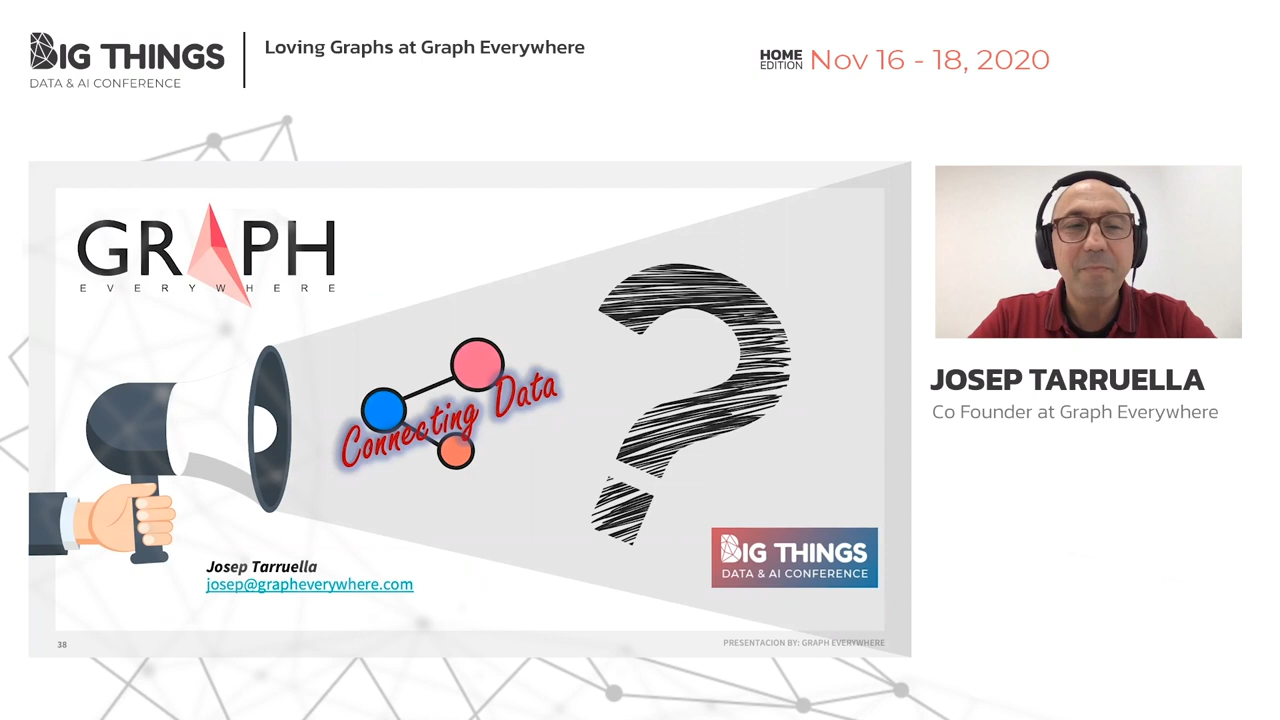 BIG THINGS
DATA & AI CONFERENCE
Loving Graphs at Graph Everywhere
HOME
EDITION
Nov 16 - 18, 2020
GRAPH
EVERYWHERE
Connecting Data
Josep Tarruella
josep@grapheverywhere.com
BIG THINGS
DATA & AI CONFERENCE
38
PRESENTACION BY: GRAPH EVERYWHERE
JOSEP TARRUELLA
Co Founder at Graph Everywhere